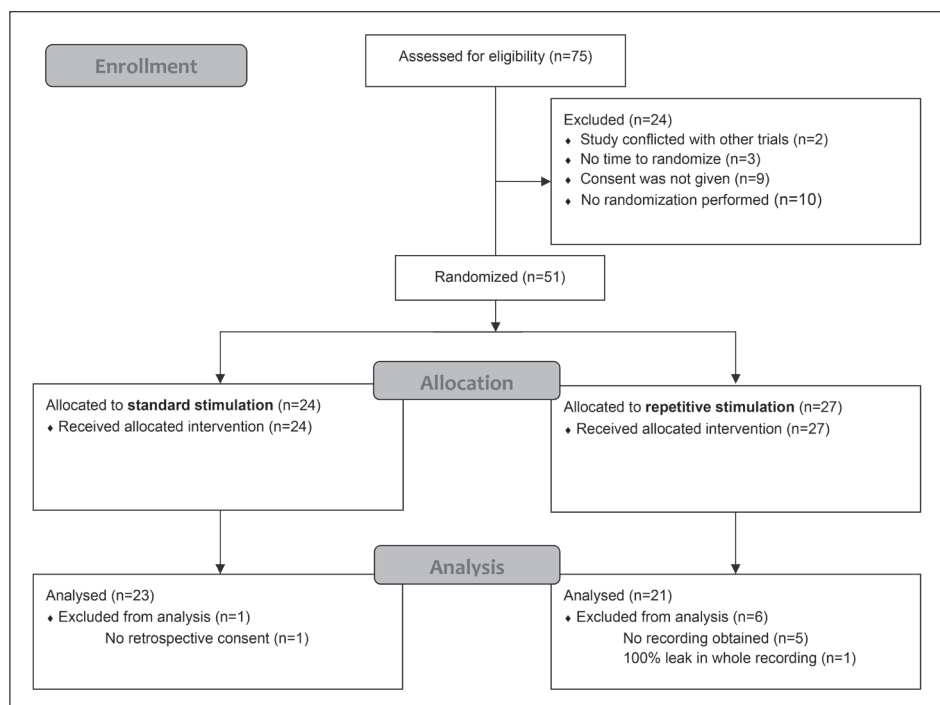 Enrollment
Assessed for eligibility (n=75)
Excluded (n=24)
♦ Study conflicted with other trials (n=2)
♦ No time to randomize (n=3)
♦ Consent was not given (n=9)
♦ No randomization performed (n=10)
Randomized (n=51)
Allocation
Allocated to standard stimulation (n=24)
♦ Received allocated intervention (n=24)
Allocated to repetitive stimulation (n=27)
♦ Received allocated intervention (n=27)
Analysis
Analysed (n=23)
♦ Excluded from analysis (n=1)
No retrospective consent (n=1)
Analysed (n=21)
♦ Excluded from analysis (n=6)
No recording obtained (n=5)
100% leak in whole recording (n=1)